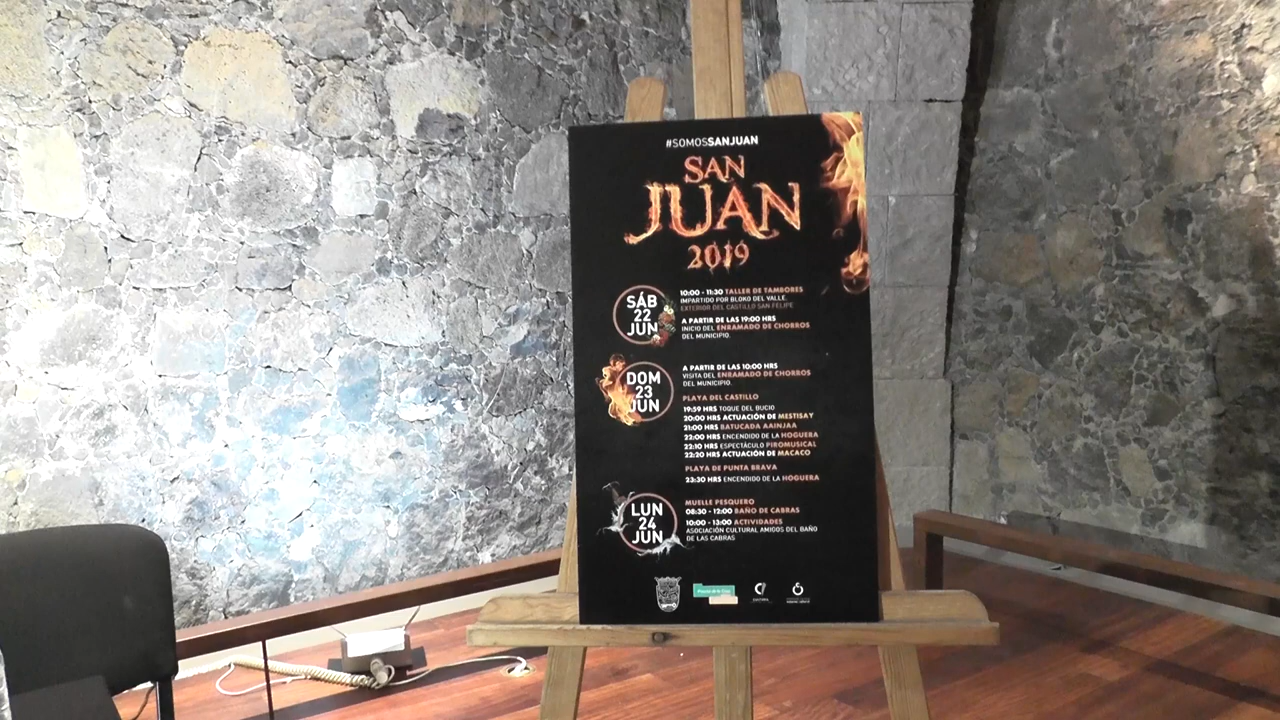 #SOMOSSANJUAN
SAN
JUAN
2019
SÁB
22
JUN
10:00 - 11:30 TALLER DE TAMBORES
IMPARTIDO POR BLOKO DEL VALLE.
EXTERIOR DEL CASTILLO SAN FELIPE
A PARTIR DE LAS 19:00 HRS
INICIO DEL ENRAMADO DE CHORROS
DEL MUNICIPIO.
DOM
23
JUN
A PARTIR DE LAS 10:00 HRS
VISITA DEL ENRAMADO DE CHORROS
DEL MUNICIPIO.
PLAYA DEL CASTILLO
19:59 HRS TOQUE DEL BUCIO
20:00 HRS ACTUACIÓN DE MESTISAY
21:00 HRS BATUCADA AAINJAA
22:00 HRS ENCENDIDO DE LA HOGUERA
22:10 HRS ESPECTÁCULO PIROMUSICAL
22:20 HRS ACTUACIÓN DE MACACO
PLAYA DE PUNTA BRAVA
23:30 HRS ENCENDIDO DE LA HOGUERA
LUN
24
JUN
MUELLE PESQUERO
08:30 - 12:00 BAÑO DE CABRAS
10:00 - 13:00 ACTIVIDADES
ASOCIACIÓN CULTURAL AMIGOS DEL BAÑO
DE LAS CABRAS
Puerto de la Cruz